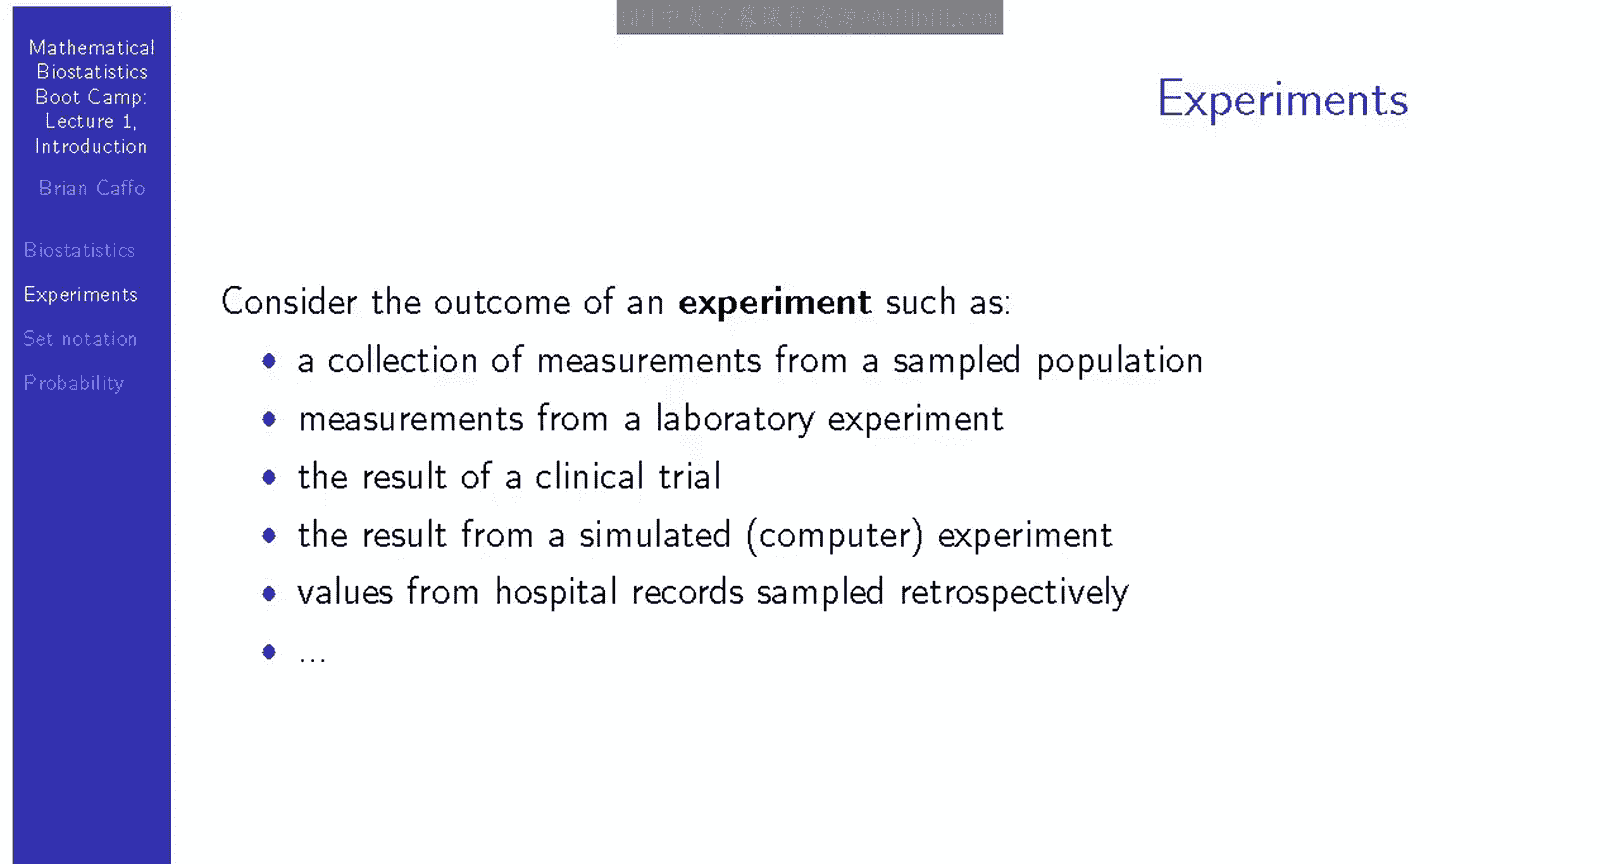 Mathematical
Biostatistics
Boot Camp:
Lecture 1,
Introduction
Brian Caffo
Biostatistics
Experiments
Set notation
Probability
Experiments
Consider the outcome of an experiment such as:
• a collection of measurements from a sampled population
• measurements from a laboratory experiment
• the result of a clinical trial
• the result from a simulated (computer) experiment
• values from hospital records sampled retrospectively
• ...